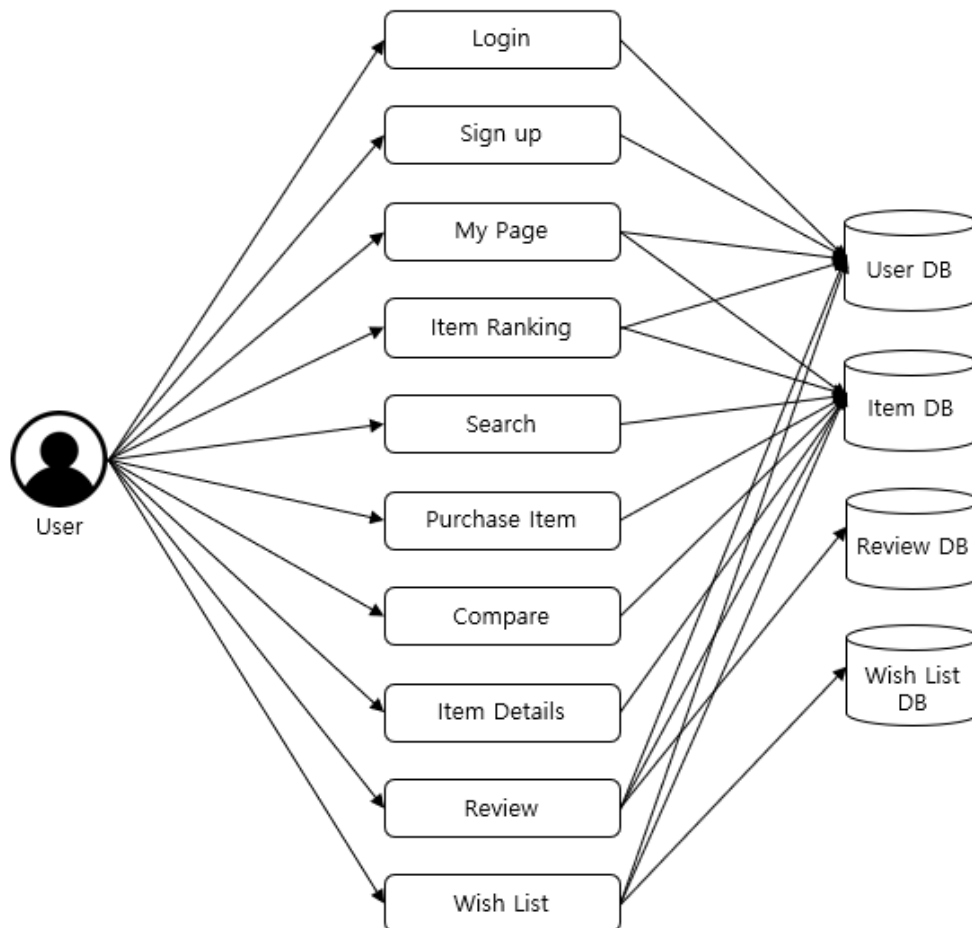 Login
Sign up
My Page
Item Ranking
Search
Purchase Item
Compare
Item Details
Review
Wish List
User
User DB
Item DB
Review DB
Wish List
DB